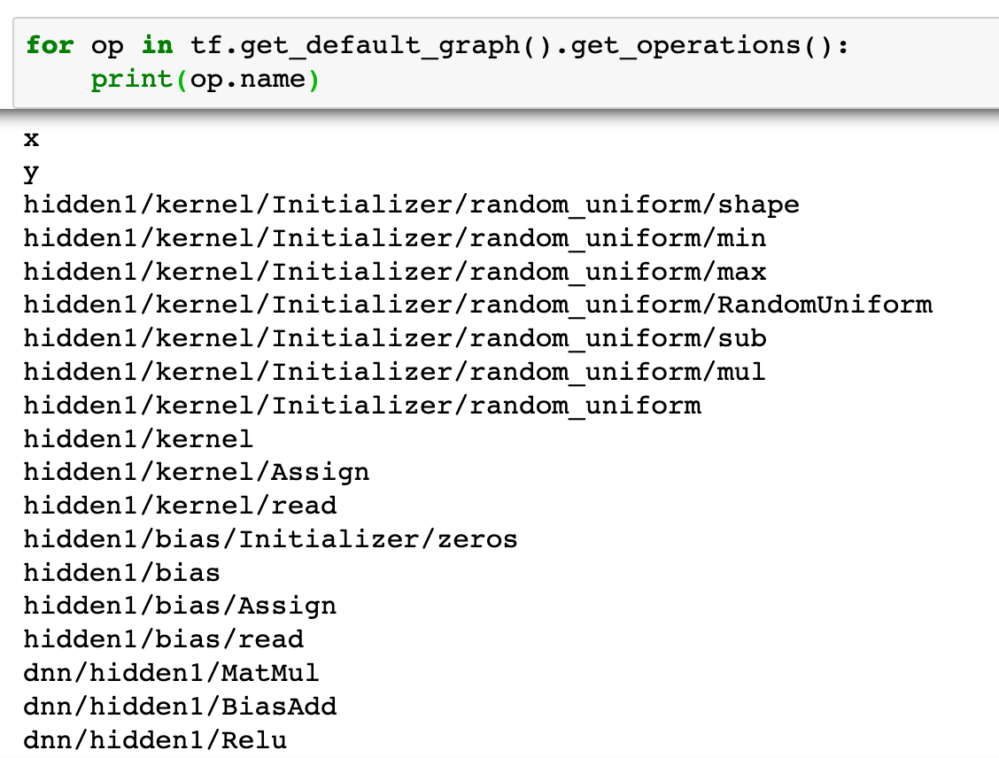 for op in tf.get_default_graph().get_operations():
    print(op.name)
x
y
hidden1/kernel/Initializer/random_uniform/shape
hidden1/kernel/Initializer/random_uniform/min
hidden1/kernel/Initializer/random_uniform/max
hidden1/kernel/Initializer/random_uniform/RandomUniform
hidden1/kernel/Initializer/random_uniform/sub
hidden1/kernel/Initializer/random_uniform/mul
hidden1/kernel/Initializer/random_uniform
hidden1/kernel
hidden1/kernel/Assign
hidden1/kernel/read
hidden1/bias/Initializer/zeros
hidden1/bias
hidden1/bias/Assign
hidden1/bias/read
dnn/hidden1/MatMul
dnn/hidden1/BiasAdd
dnn/hidden1/Relu